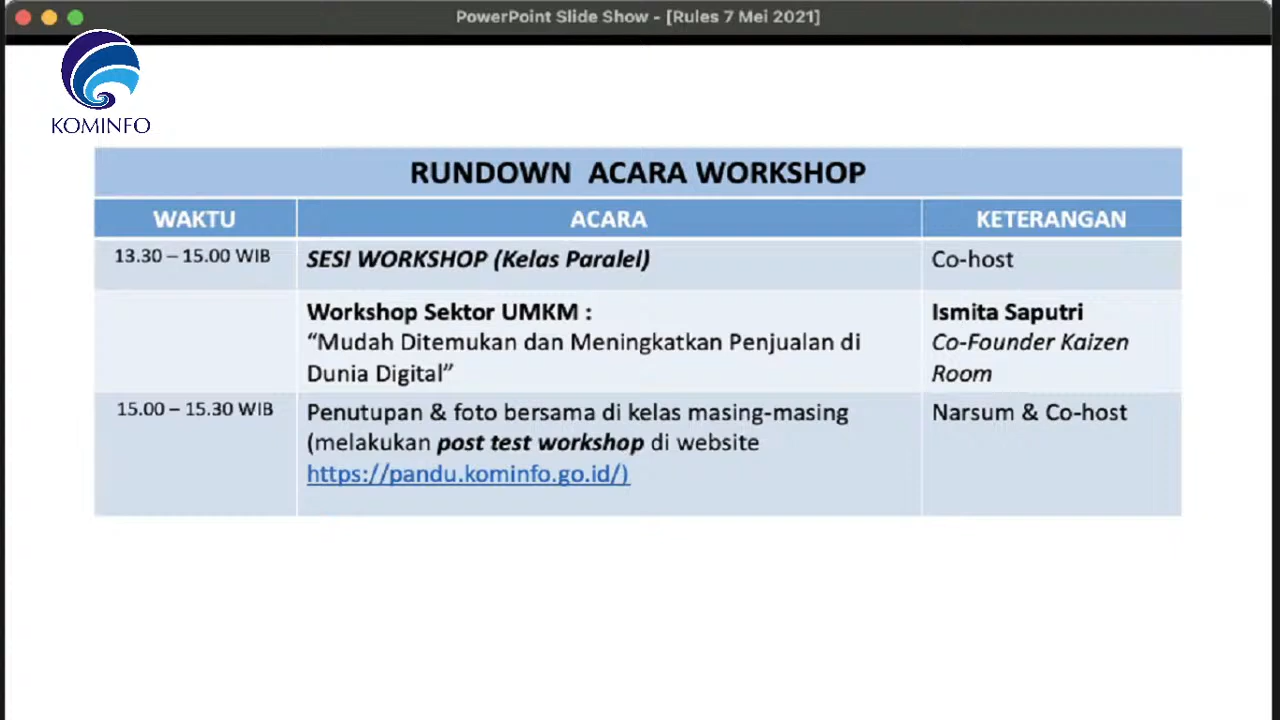 PowerPoint Slide Show - [Rules 7 Mei 2021]
KOMINFO
RUNDOWN ACARA WORKSHOP
WAKTU ACARA KETERANGAN
13.30 – 15.00 WIB SESI WORKSHOP (Kelas Paralel) Co-host
Workshop Sektor UMKM : Ismita Saputri
“Mudah Ditemukan dan Meningkatkan Penjualan di Co-Founder Kaizen
Dunia Digital” Room
15.00 – 15.30 WIB Penutupan & foto bersama di kelas masing-masing Narsum & Co-host
(melakukan post test workshop di website
https://pandu.kominfo.go.id/)